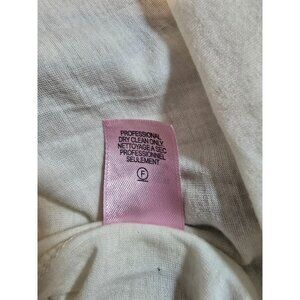 PROFESSIONAL
DRY CLEAN ONLY
NETTOYAGE A SEC
PROFESSIONNEL
SEULEMENT
F